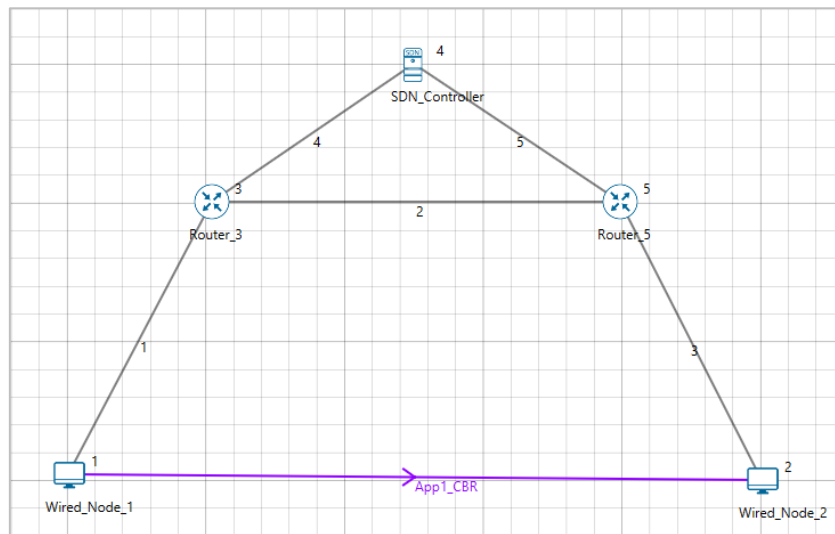 SDN
4
SDN_Controller
4
5
3
5
2
Router_3
Router_5
1
3
1
2
App1_CBR
Wired_Node_1
Wired_Node_2